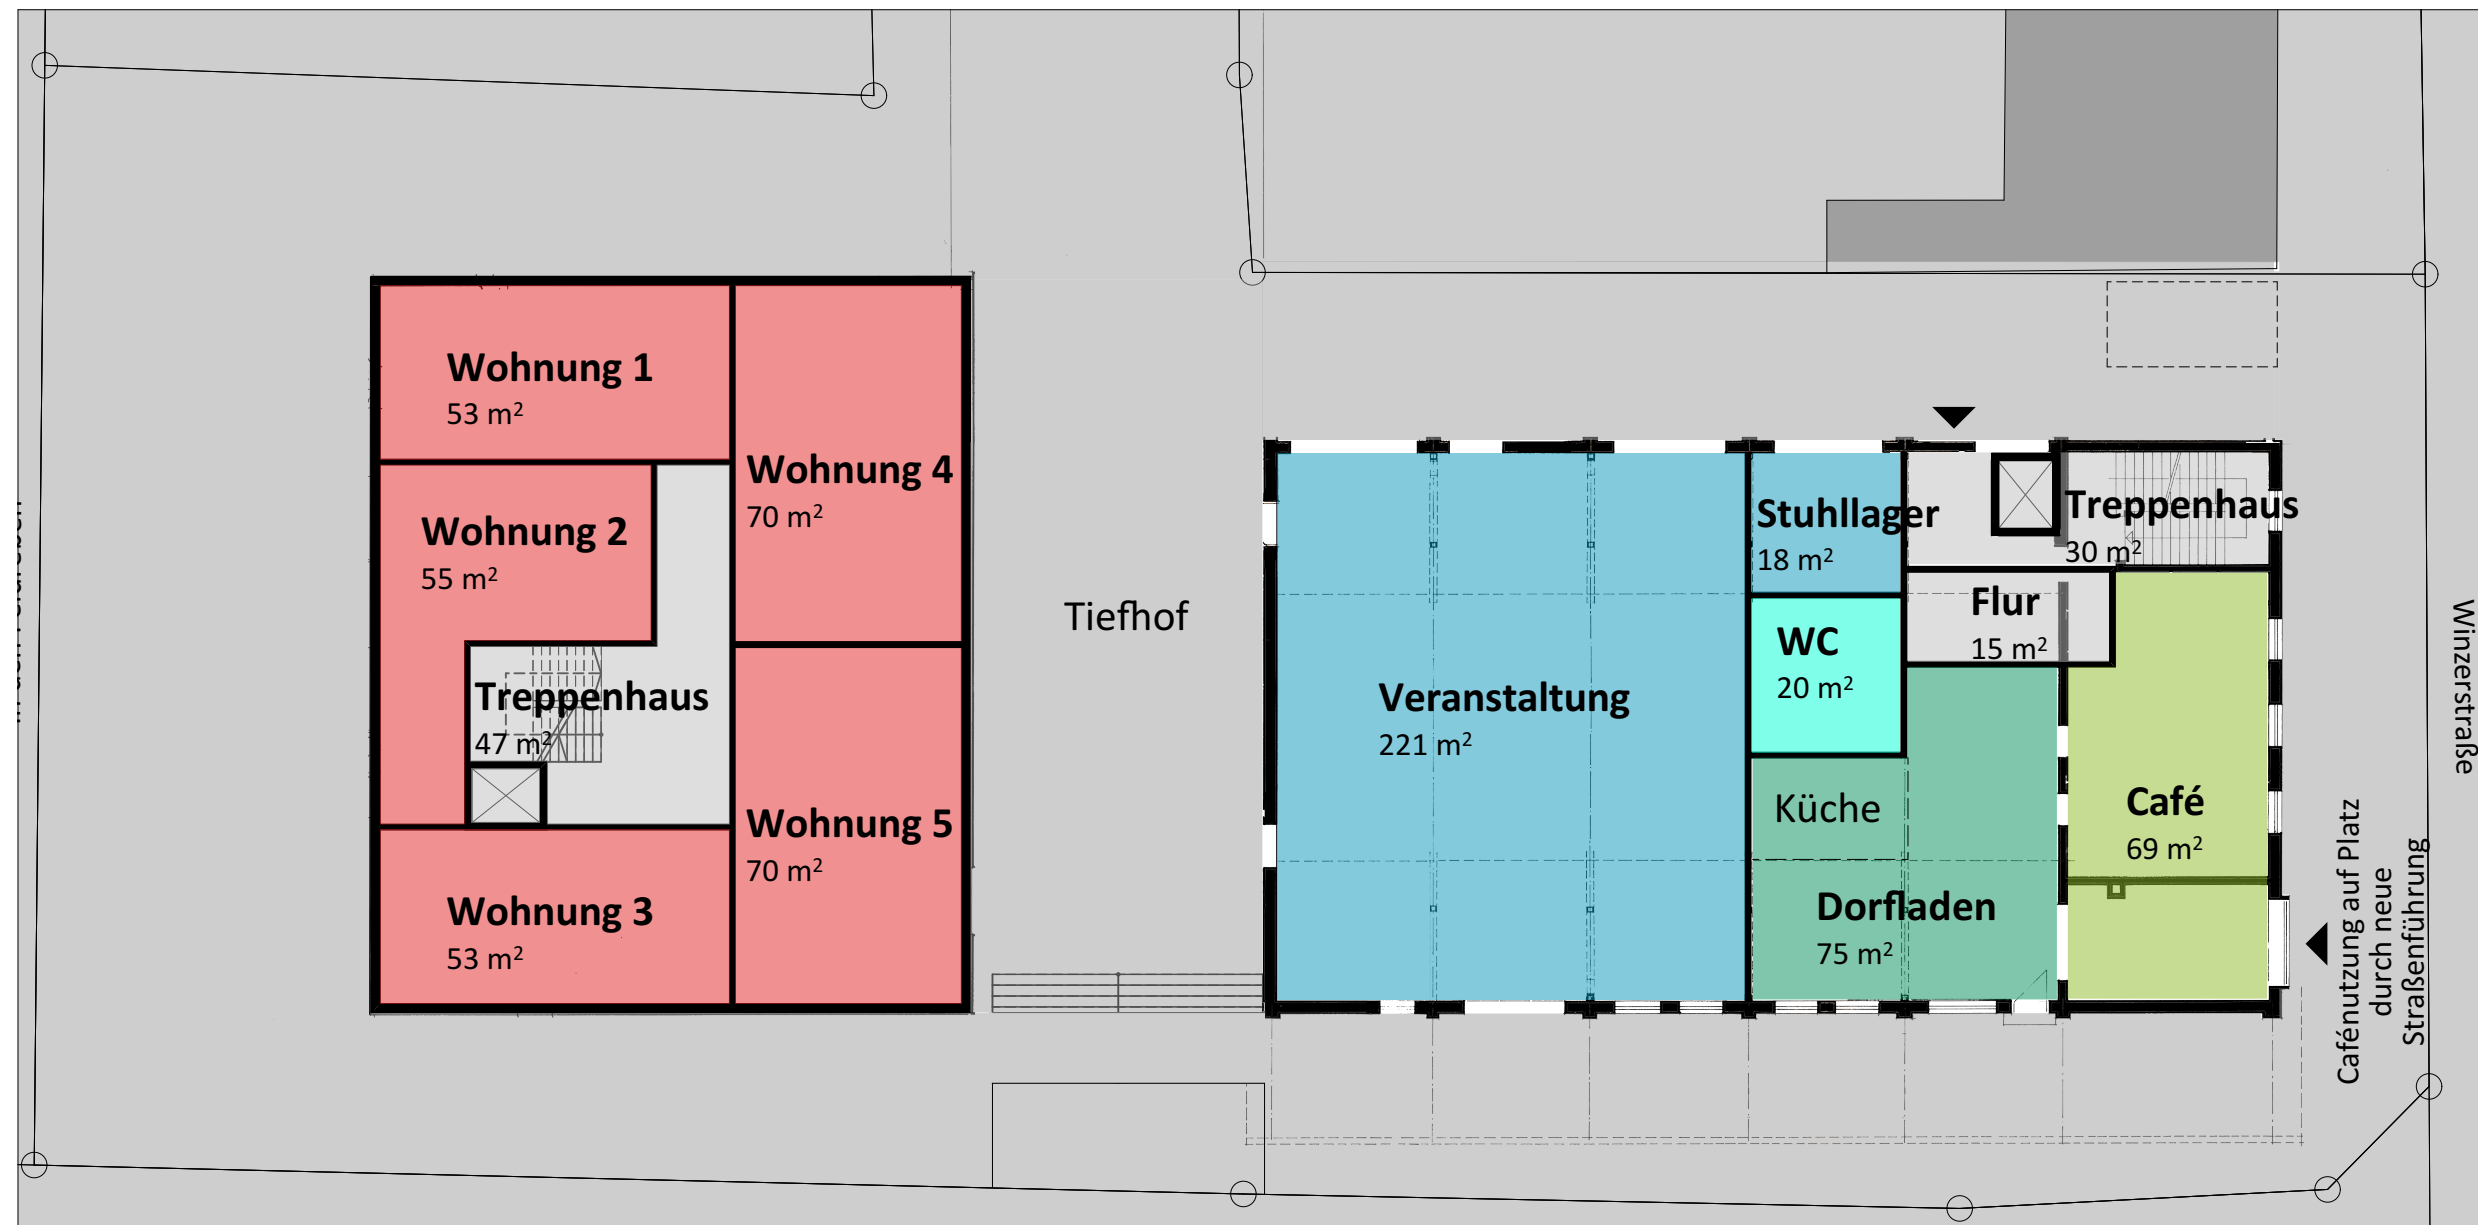 Wohnung 1
53 m²
Wohnung 2
55 m²
Treppenhaus
47 m²
Wohnung 3
53 m²
Wohnung 4
70 m²
Wohnung 5
70 m²
Tiefhof
Veranstaltung
221 m²
Stuhllager
18 m²
WC
20 m²
Küche
Dorfladen
75 m²
Treppenhaus
30 m²
Flur
15 m²
Café
69 m²
Cafénutzung auf Platz
durch neue
Straßenführung
Winzerstraße